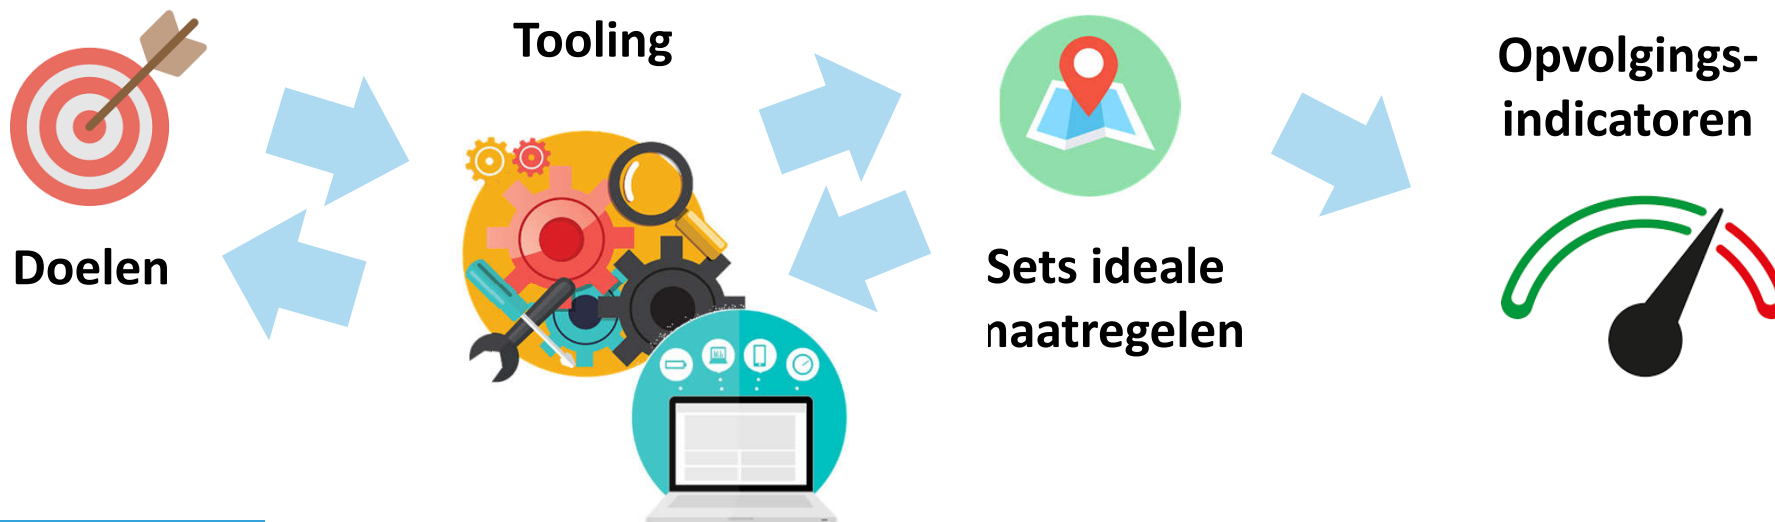 Tooling
Opvolgings-
indicatoren
Doelen
Sets ideale
naatregelen